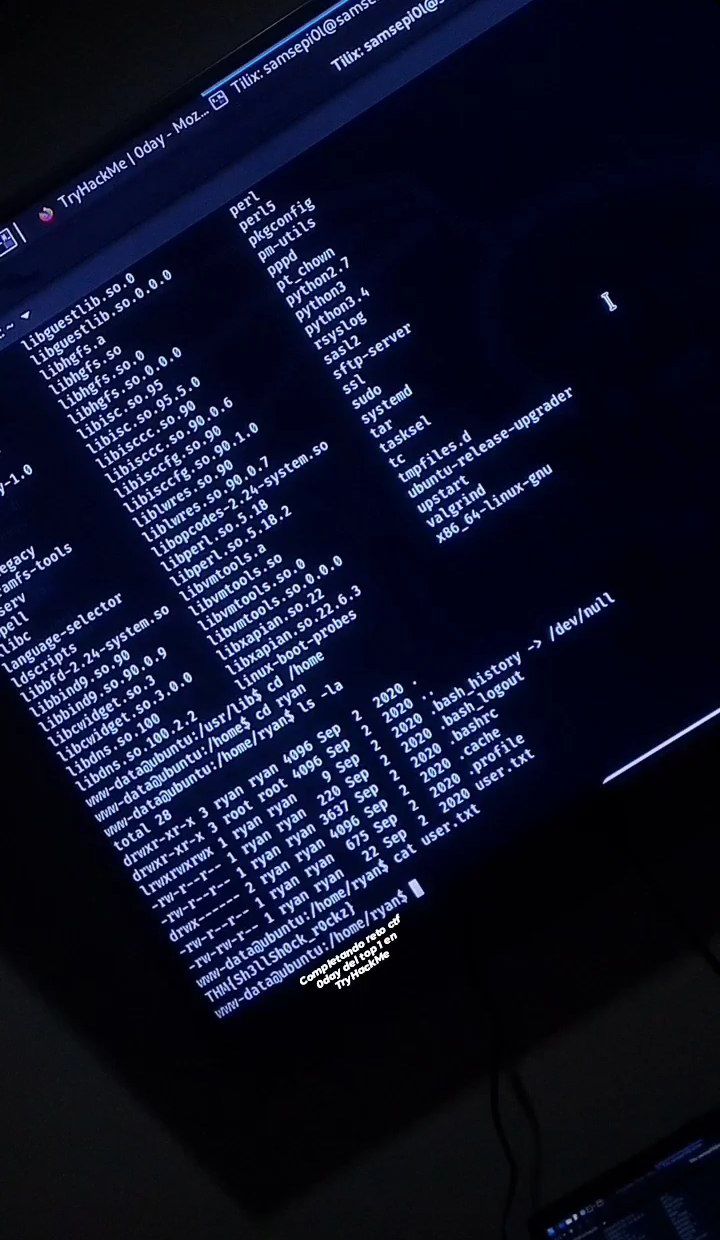 Tilix: samsepi0l@samse
Tilix: samsepi0l@s
TryHackMe | 0day - Moz...
: ~
y-1.0
egacy
amfs-tools
serv
pell
libc
language-selector
ldscripts
libbfd-2.24-system.so
libbind9.so.90
libbind9.so.90.0.9
libcwidget.so.3
libcwidget.so.3.0.0
libdns.so.100
libdns.so.100.2.2
libguestlib.so.0
libguestlib.so.0.0.0
libhgfs.a
libhgfs.so
libhgfs.so.0
libhgfs.so.0.0.0
libisc.so.95
libisc.so.95.5.0
libisccc.so.90
libisccc.so.90.0.6
libisccfg.so.90
libisccfg.so.90.1.0
liblwres.so.90
liblwres.so.90.0.7
libopcodes-2.24-system.so
libperl.so.5.18
libperl.so.5.18.2
libvmtools.a
libvmtools.so
libvmtools.so.0
libvmtools.so.0.0.0
libxapian.so.22
libxapian.so.22.6.3
linux-boot-probes
perl
perl5
pkgconfig
pm-utils
pppd
pt_chown
python2.7
python3
python3.4
rsyslog
sasl2
sftp-server
ssl
sudo
systemd
tar
tasksel
tc
tmpfiles.d
ubuntu-release-upgrader
upstart
valgrind
x86_64-linux-gnu
www-data@ubuntu:/usr/lib$ cd /home
www-data@ubuntu:/home$ cd ryan
www-data@ubuntu:/home/ryan$ ls -la
total 28
drwxr-xr-x 3 ryan ryan 4096 Sep 2 2020 .
drwxr-xr-x 3 root root 4096 Sep 2 2020 ..
lrwxrwxrwx 1 ryan ryan 9 Sep 2 2020 .bash_history -> /dev/null
-rw-r--r-- 1 ryan ryan 220 Sep 2 2020 .bash_logout
-rw-r--r-- 1 ryan ryan 3637 Sep 2 2020 .bashrc
drwx------ 2 ryan ryan 4096 Sep 2 2020 .cache
-rw-r--r-- 1 ryan ryan 675 Sep 2 2020 .profile
-rw-rw-r-- 1 ryan ryan 22 Sep 2 2020 user.txt
www-data@ubuntu:/home/ryan$ cat user.txt
THM{Sh3llSh0ck_r0ckz}
www-data@ubuntu:/home/ryan$
Completando reto ctf
0day del top 1 en
TryHackMe